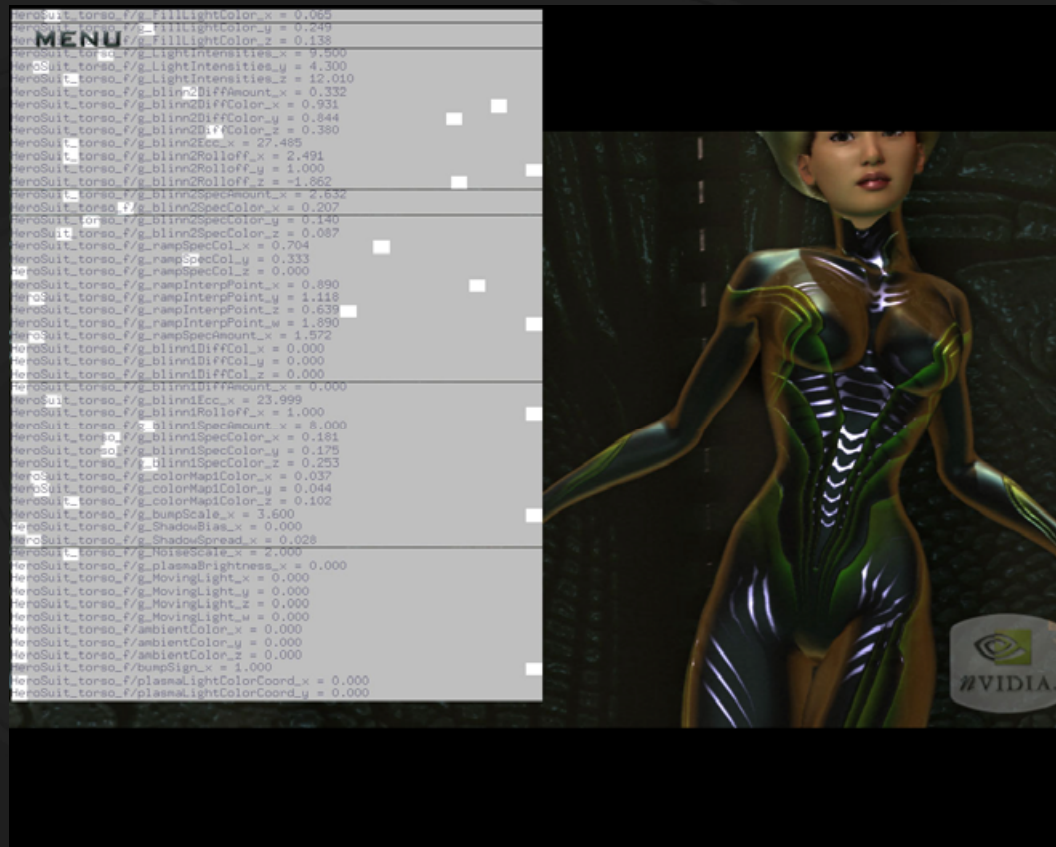 HeroSuit_torso_f/g_FillLightColor_x = 0.065
HeroSuit_torso_f/g_FillLightColor_y = 0.249
MENU
HeroSuit_torso_f/g_FillLightColor_z = 0.138
HeroSuit_torso_f/g_LightIntensities_x = 9.500
HeroSuit_torso_f/g_LightIntensities_y = 4.300
HeroSuit_torso_f/g_LightIntensities_z = 12.010
HeroSuit_torso_f/g_blinn2DiffAmount_x = 0.332
HeroSuit_torso_f/g_blinn2DiffColor_x = 0.931
HeroSuit_torso_f/g_blinn2DiffColor_y = 0.844
HeroSuit_torso_f/g_blinn2DiffColor_z = 0.380
HeroSuit_torso_f/g_blinn2Ecc_x = 27.485
HeroSuit_torso_f/g_blinn2Rolloff_x = 2.491
HeroSuit_torso_f/g_blinn2Rolloff_y = 1.000
HeroSuit_torso_f/g_blinn2Rolloff_z = -1.862
HeroSuit_torso_f/g_blinn2SpecAmount_x = 2.632
HeroSuit_torso_f/g_blinn2SpecColor_x = 0.207
HeroSuit_torso_f/g_blinn2SpecColor_y = 0.140
HeroSuit_torso_f/g_blinn2SpecColor_z = 0.087
HeroSuit_torso_f/g_rampSpecCol_x = 0.704
HeroSuit_torso_f/g_rampSpecCol_y = 0.333
HeroSuit_torso_f/g_rampSpecCol_z = 0.000
HeroSuit_torso_f/g_rampInterpPoint_x = 0.890
HeroSuit_torso_f/g_rampInterpPoint_y = 1.118
HeroSuit_torso_f/g_rampInterpPoint_z = 0.639
HeroSuit_torso_f/g_rampInterpPoint_w = 1.890
HeroSuit_torso_f/g_rampSpecAmount_x = 1.572
HeroSuit_torso_f/g_blinn1DiffCol_x = 0.000
HeroSuit_torso_f/g_blinn1DiffCol_y = 0.000
HeroSuit_torso_f/g_blinn1DiffCol_z = 0.000
HeroSuit_torso_f/g_blinn1DiffAmount_x = 0.000
HeroSuit_torso_f/g_blinn1Ecc_x = 23.999
HeroSuit_torso_f/g_blinn1Rolloff_x = 1.000
HeroSuit_torso_f/g_blinn1SpecAmount_x = 8.000
HeroSuit_torso_f/g_blinn1SpecColor_x = 0.181
HeroSuit_torso_f/g_blinn1SpecColor_y = 0.175
HeroSuit_torso_f/g_blinn1SpecColor_z = 0.253
HeroSuit_torso_f/g_colorMap1Color_x = 0.037
HeroSuit_torso_f/g_colorMap1Color_y = 0.044
HeroSuit_torso_f/g_colorMap1Color_z = 0.102
HeroSuit_torso_f/g_bumpScale_x = 3.600
HeroSuit_torso_f/g_ShadowBias_x = 0.000
HeroSuit_torso_f/g_ShadowSpread_x = 0.028
HeroSuit_torso_f/g_NoiseScale_x = 2.000
HeroSuit_torso_f/g_plasmaBrightness_x = 0.000
HeroSuit_torso_f/g_MovingLight_x = 0.000
HeroSuit_torso_f/g_MovingLight_y = 0.000
HeroSuit_torso_f/g_MovingLight_z = 0.000
HeroSuit_torso_f/g_MovingLight_w = 0.000
HeroSuit_torso_f/ambientColor_x = 0.000
HeroSuit_torso_f/ambientColor_y = 0.000
HeroSuit_torso_f/ambientColor_z = 0.000
HeroSuit_torso_f/bumpSign_x = 1.000
HeroSuit_torso_f/plasmaLightColorCoord_x = 0.000
HeroSuit_torso_f/plasmaLightColorCoord_y = 0.000
nVIDIA.